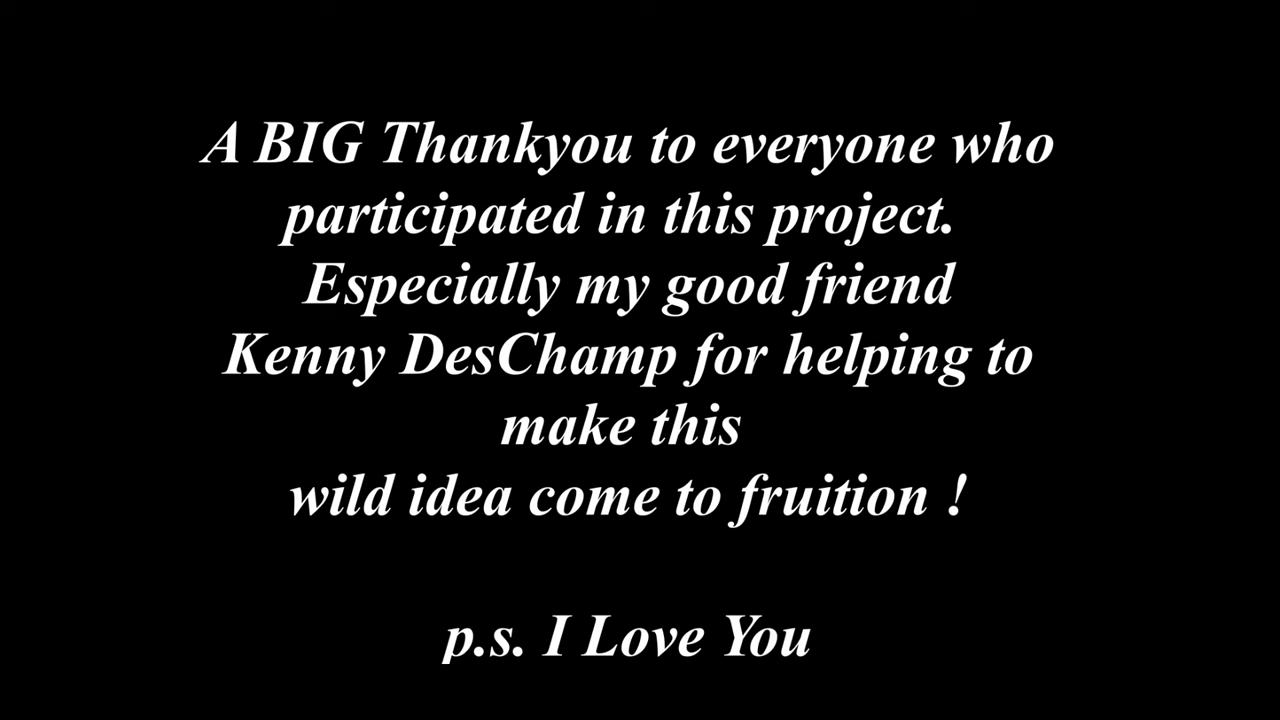 A BIG Thankyou to everyone who
participated in this project.
Especially my good friend
Kenny DesChamp for helping to
make this
wild idea come to fruition !
p.s. I Love You